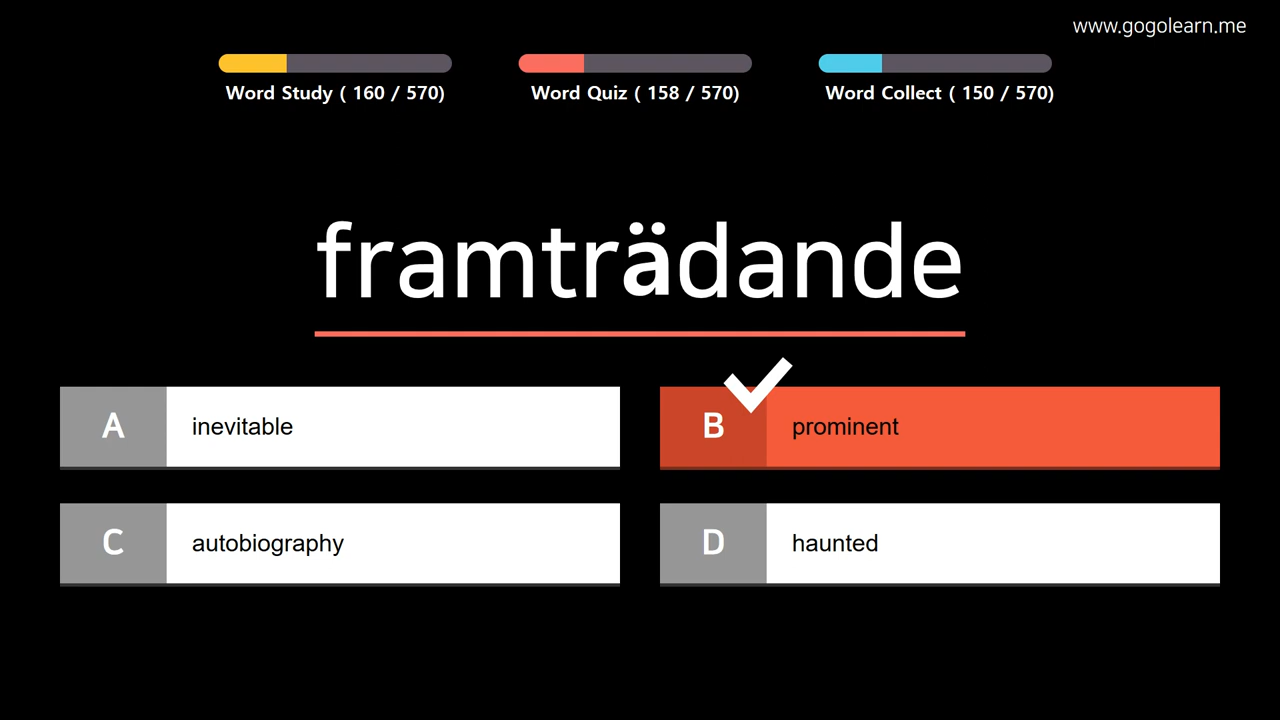 www.gogolearn.me
Word Study ( 160 / 570)
Word Quiz ( 158 / 570)
Word Collect ( 150 / 570)
framträdande
A inevitable
B prominent
C autobiography
D haunted